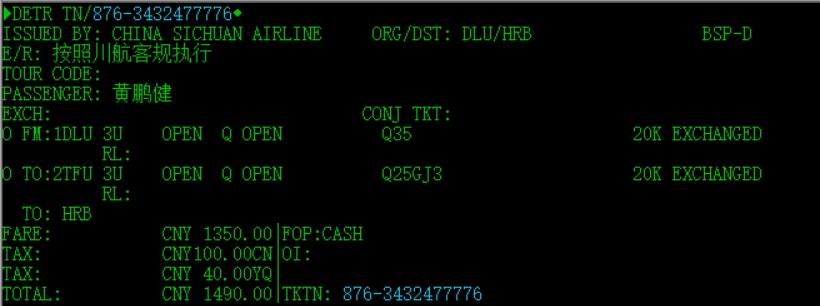 ▶DETR TN/876-3432477776◆
ISSUED BY: CHINA SICHUAN AIRLINE ORG/DST: DLU/HRB BSP-D
E/R: 按照川航客规执行
TOUR CODE:
PASSENGER: 黄鹏健
EXCH: CONJ TKT:
O FM:1DLU 3U OPEN Q OPEN Q35 20K EXCHANGED
RL:
O TO:2TFU 3U OPEN Q OPEN Q25GJ3 20K EXCHANGED
RL:
TO: HRB
FARE: CNY 1350.00|FOP:CASH
TAX: CNY100.00CN|OI:
TAX: CNY 40.00YQ|
TOTAL: CNY 1490.00|TKTN: 876-3432477776